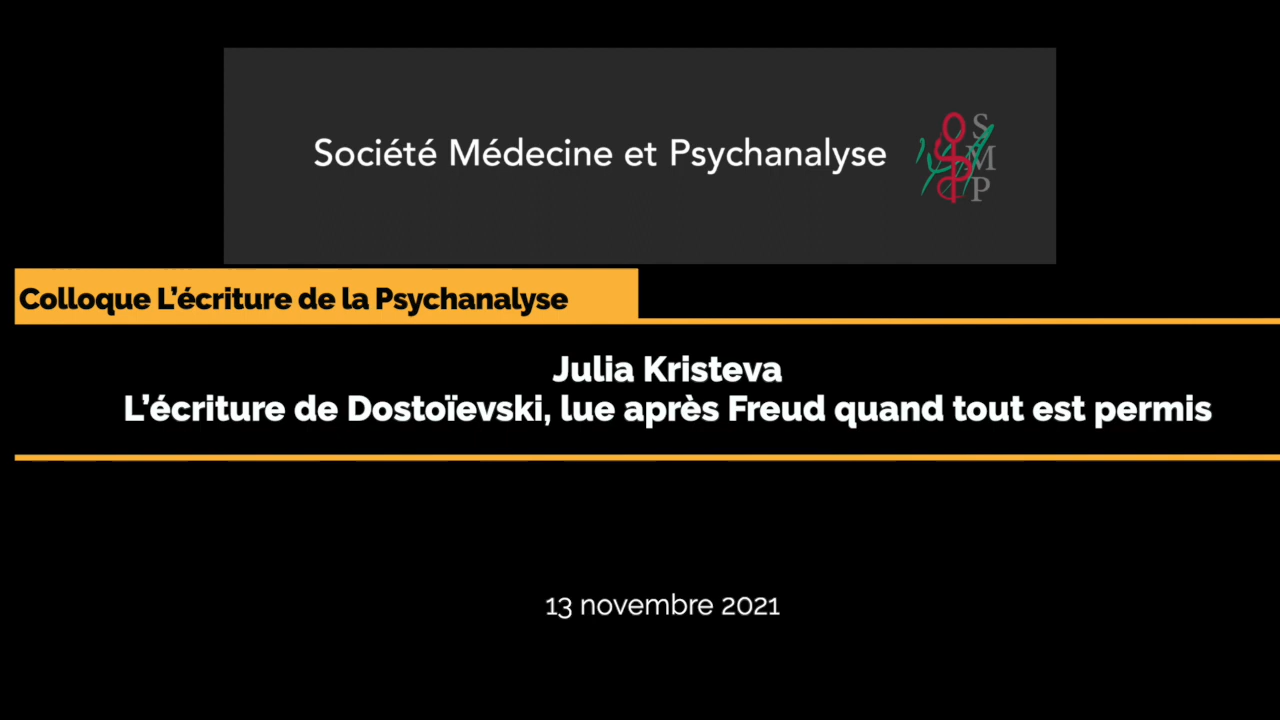 Société Médecine et Psychanalyse
S
M
P
Colloque L’écriture de la Psychanalyse
Julia Kristeva
L’écriture de Dostoïevski, lue après Freud quand tout est permis
13 novembre 2021